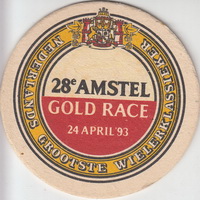 NEDERLANDS GROOTSTE WIELERKLASSIEKER
28e AMSTEL
GOLD RACE
24 APRIL '93